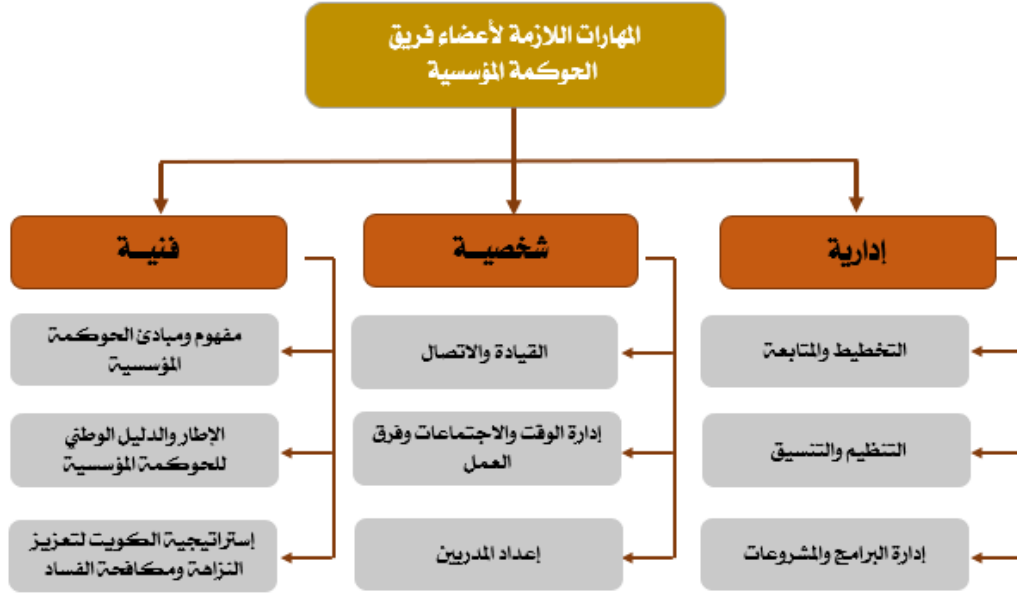 المهارات اللازمة لأعضاء فريق
الحوكمة المؤسسية
إدارية
التخطيط والمتابعة
التنظيم والتنسيق
إدارة البرامج والمشروعات
شخصيــة
القيادة والاتصال
إدارة الوقت والاجتماعات وفرق
العمل
إعداد المدربين
فنيــة
مفهوم ومبادئ الحوكمة
المؤسسية
الإطار والدليل الوطني
للحوكمة المؤسسية
إستراتيجية الكويت لتعزيز
النزاهة ومكافحة الفساد